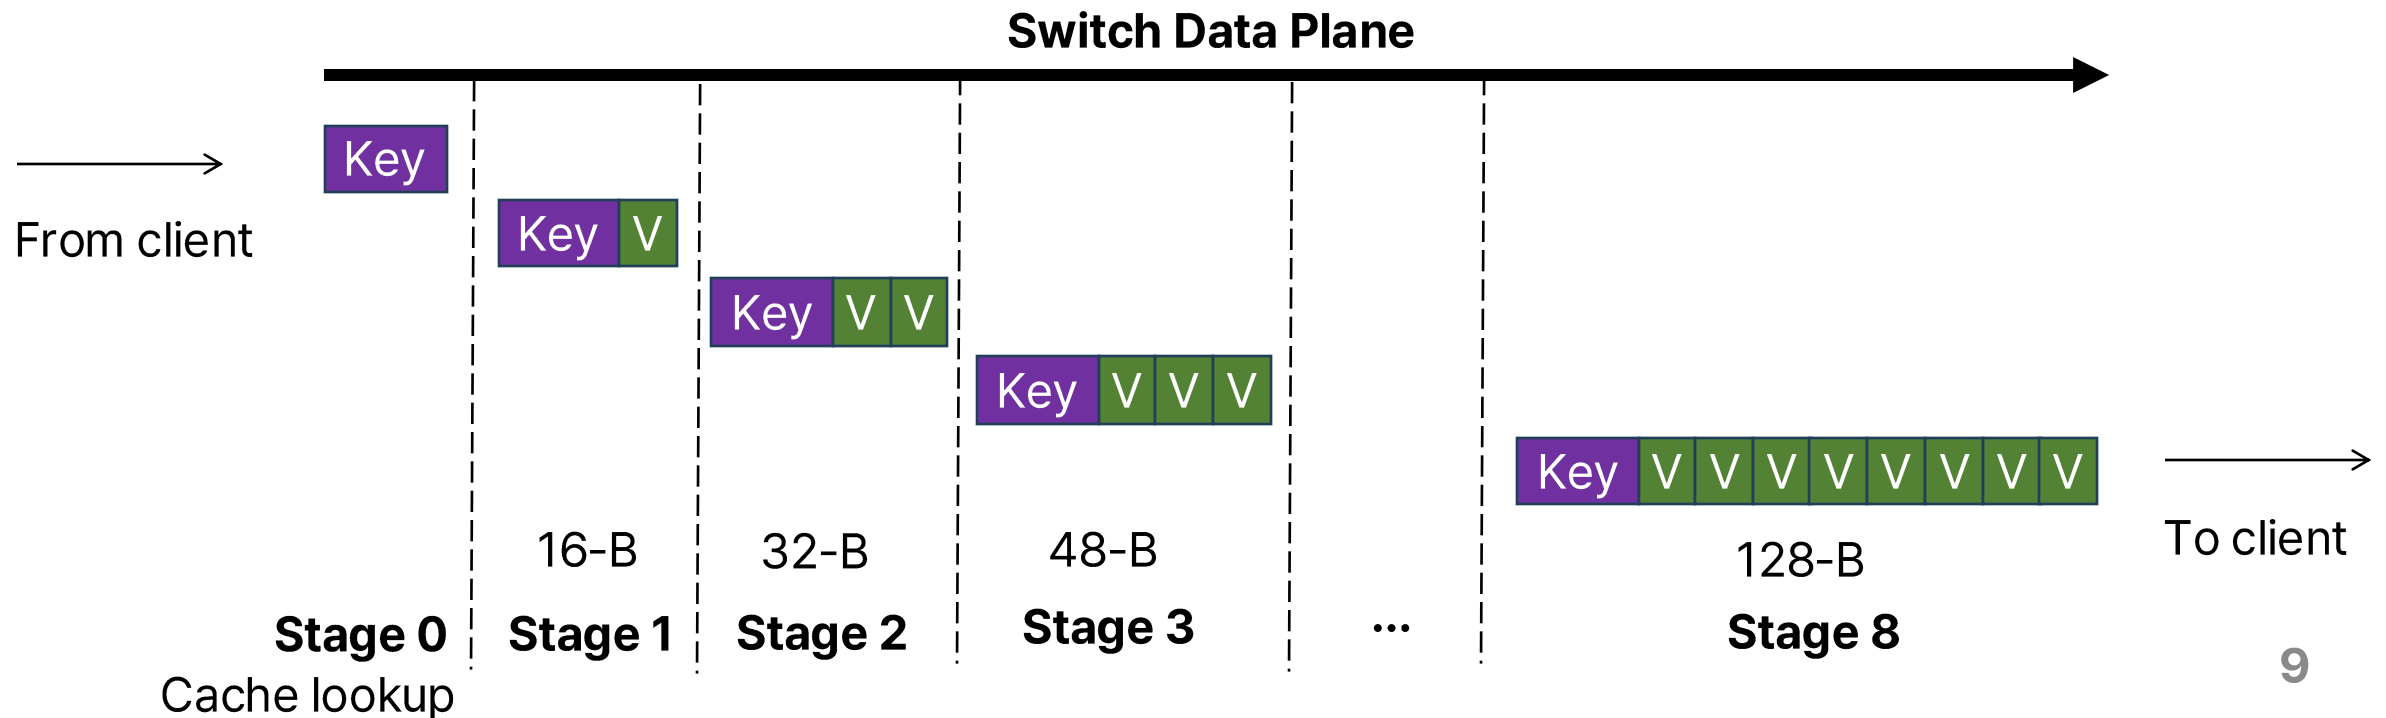 Switch Data Plane
Key
From client
Key V
Key V V
Key V V V
Key V V V V V V V V
To client
16-B
32-B
48-B
128-B
Stage 0
Stage 1
Stage 2
Stage 3
...
Stage 8
Cache lookup
9